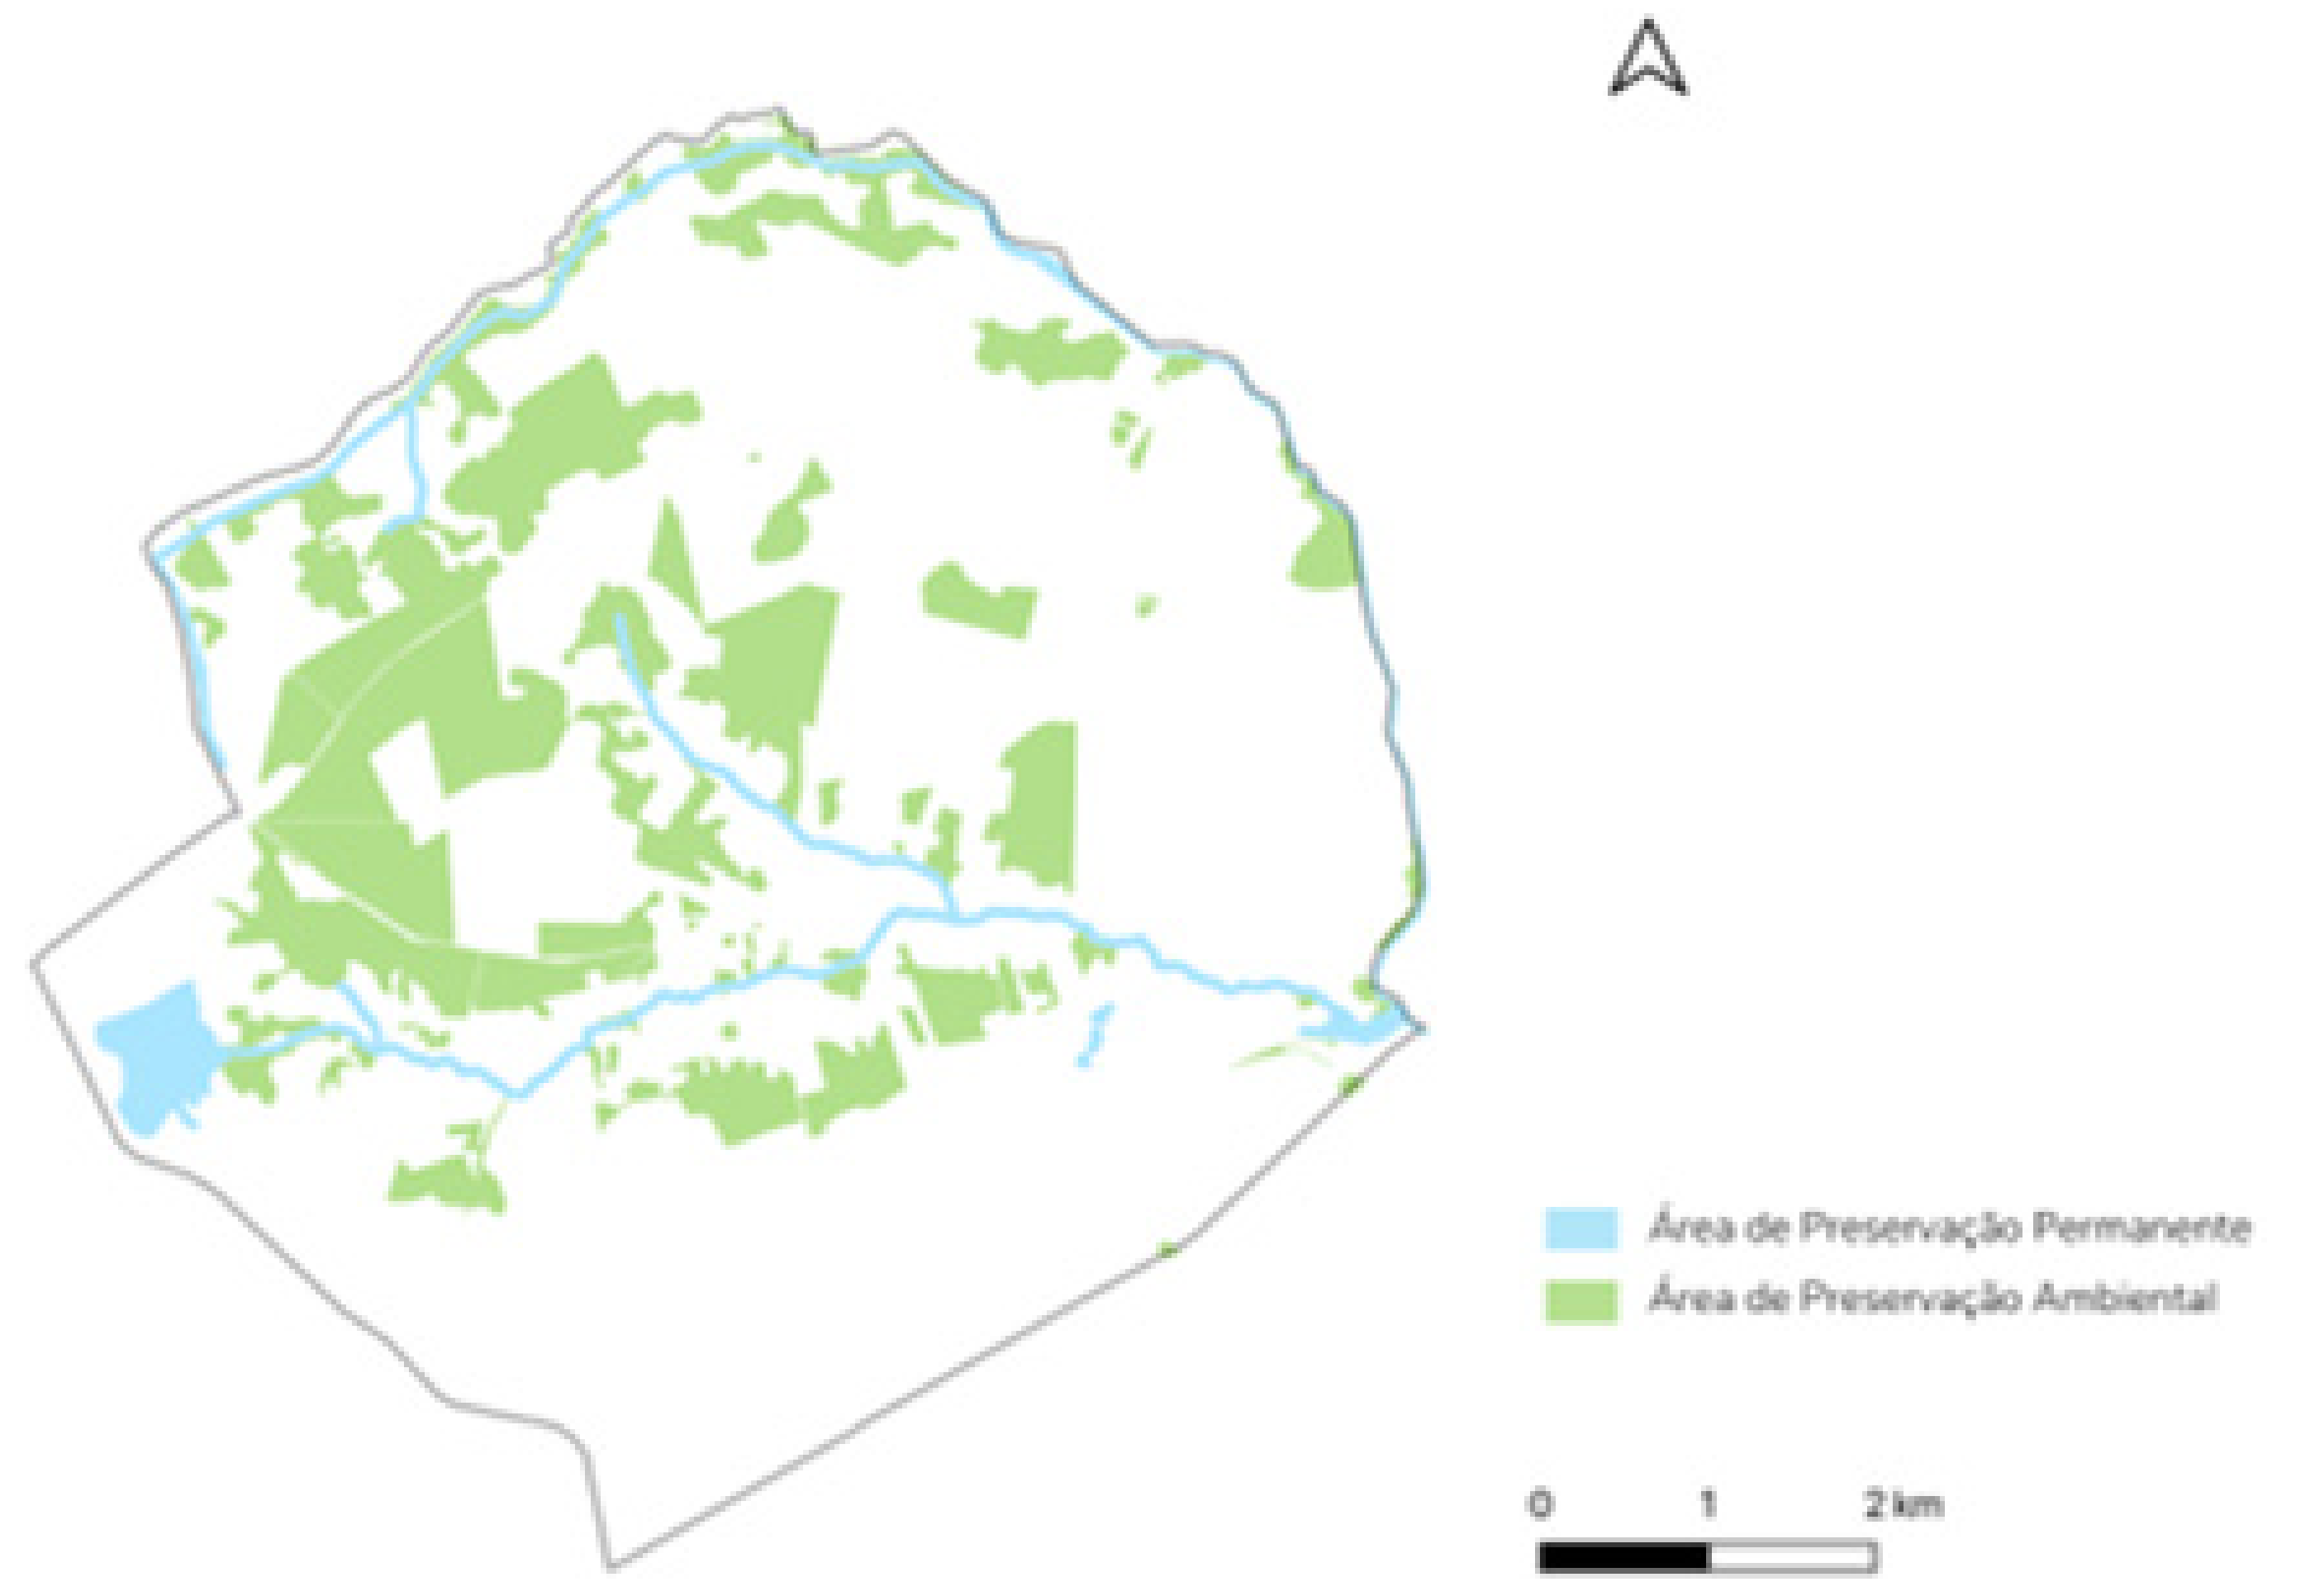 Área de Preservação Permanente
Área de Preservação Ambiental
0 1 2 km